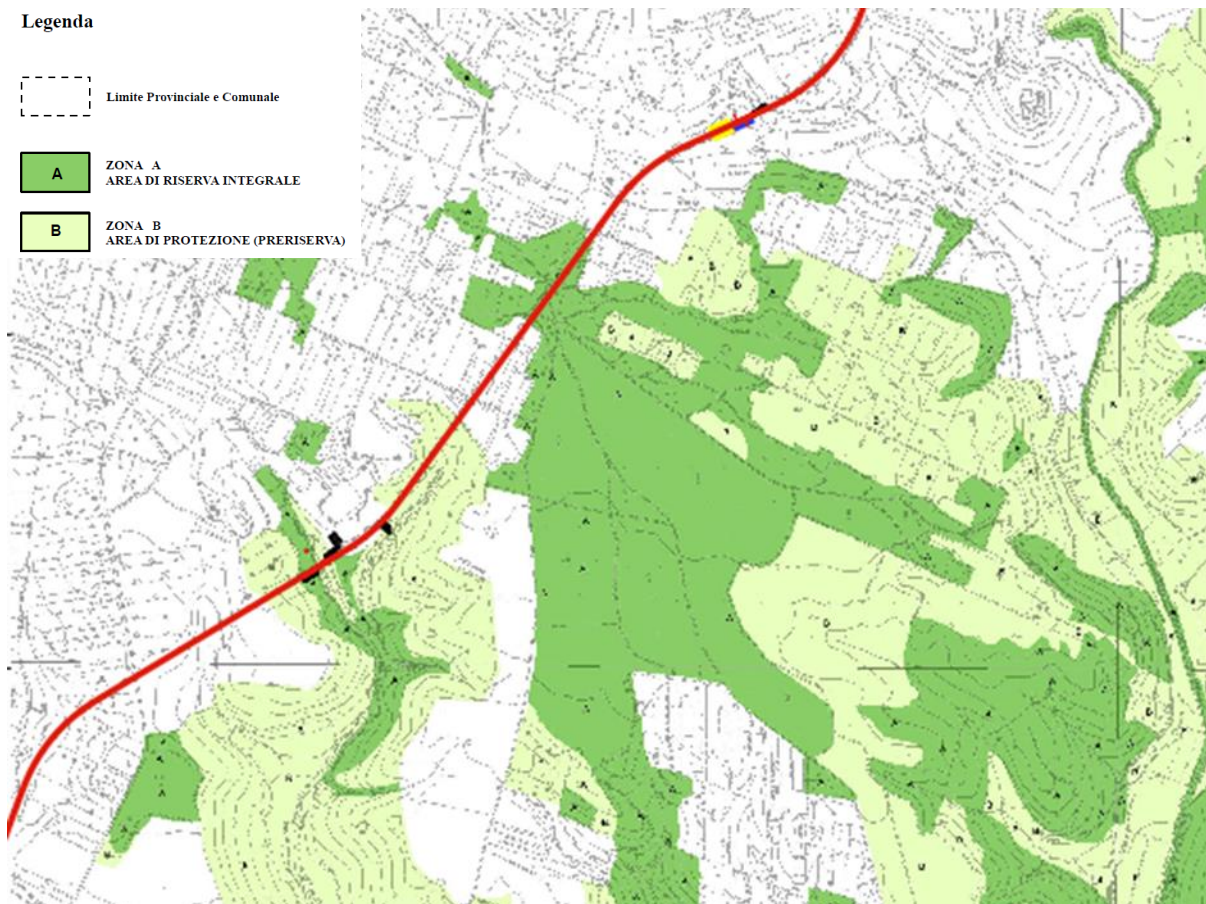 Legenda
Limite Provinciale e Comunale
A
ZONA A
AREA DI RISERVA INTEGRALE
B
ZONA B
AREA DI PROTEZIONE (PRERISERVA)